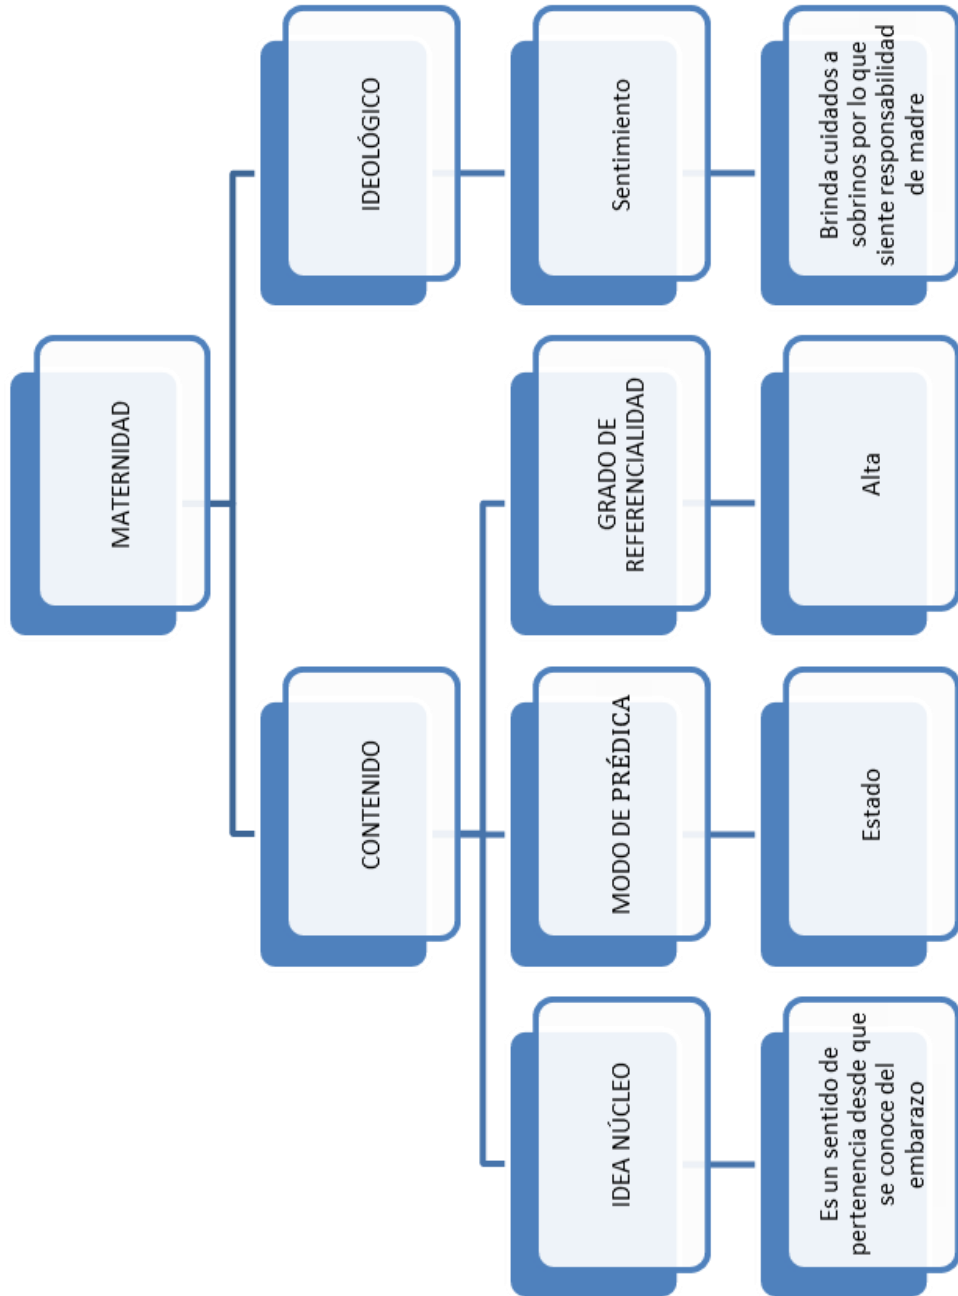 MATERNIDAD
CONTENIDO
IDEOLÓGICO
IDEA NÚCLEO
MODO DE PRÉDICA
GRADO DE
REFERENCIALIDAD
Sentimiento
Es un sentido de
pertenencia desde que
se conoce del
embarazo
Estado
Alta
Brinda cuidados a
sobrinos por lo que
siente responsabilidad
de madre